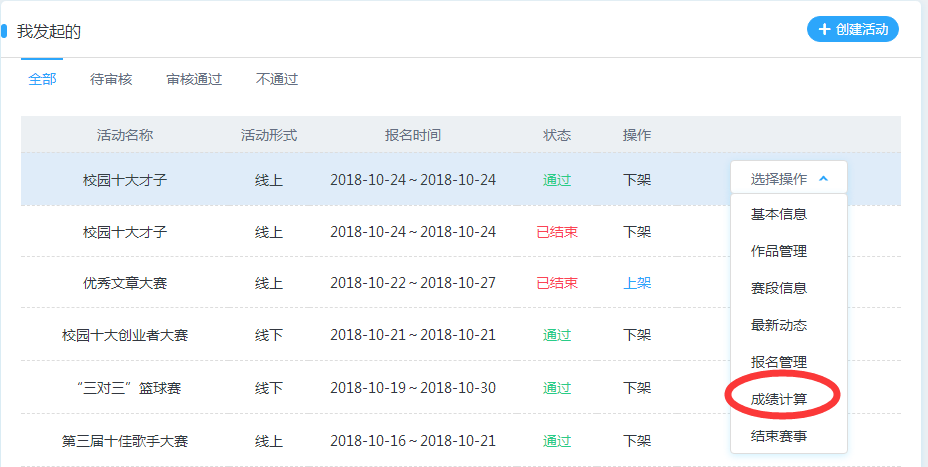 我发起的
+ 创建活动
全部 待审核 审核通过 不通过
活动名称 活动形式 报名时间 状态 操作
校园十大才子 线上 2018-10-24~2018-10-24 通过 下架 选择操作
基本信息
校园十大才子 线上 2018-10-24~2018-10-24 已结束 下架
作品管理
优秀文章大赛 线上 2018-10-22~2018-10-27 已结束 上架 赛段信息
最新动态
校园十大创业者大赛 线下 2018-10-21~2018-10-21 通过 下架
报名管理
“三对三”篮球赛 线下 2018-10-19~2018-10-30 通过 下架
成绩计算
第三届十佳歌手大赛 线上 2018-10-16~2018-10-21 通过 下架 结束赛事